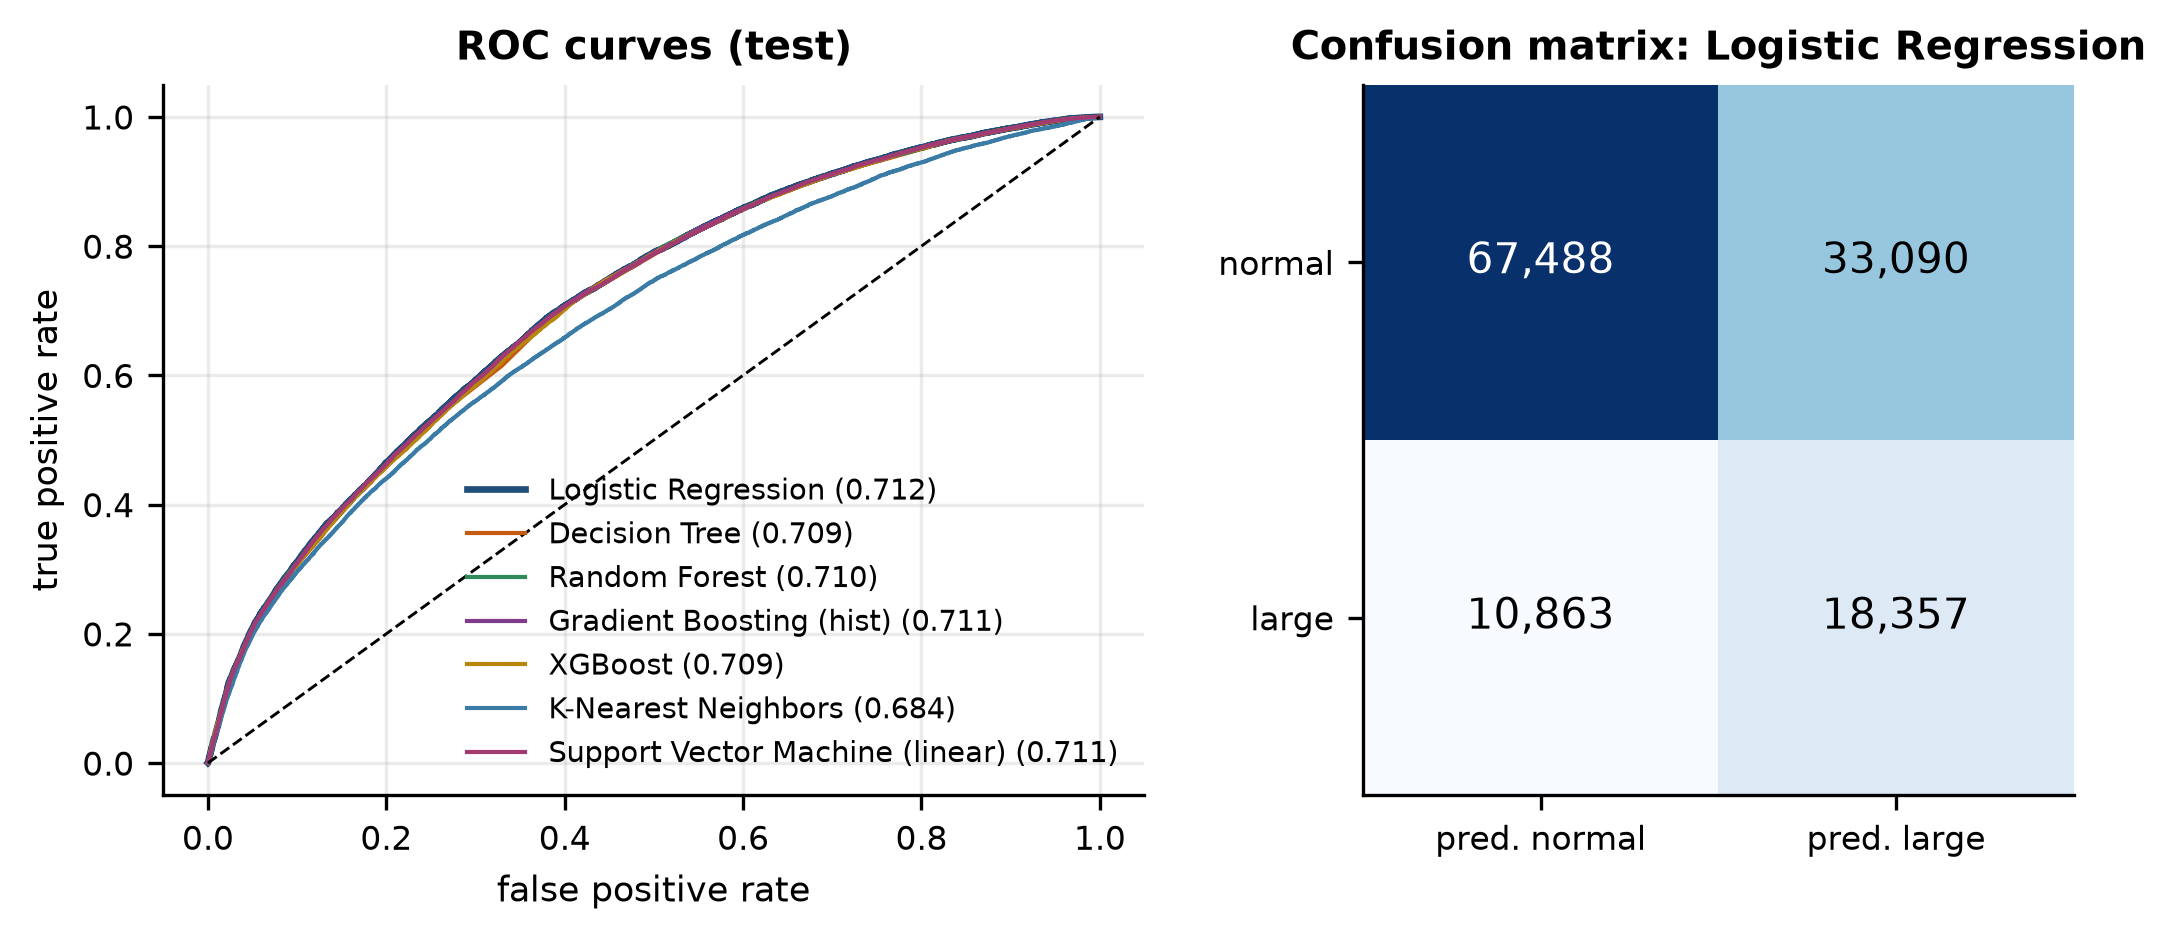 ROC curves (test)
true positive rate
1.0
0.8
0.6
0.4
0.2
0.0
Logistic Regression (0.712)
Decision Tree (0.709)
Random Forest (0.710)
Gradient Boosting (hist) (0.711)
XGBoost (0.709)
K-Nearest Neighbors (0.684)
Support Vector Machine (linear) (0.711)
0.0 0.2 0.4 0.6 0.8 1.0
false positive rate
Confusion matrix: Logistic Regression
normal 67,488 33,090
large 10,863 18,357
pred. normal pred. large